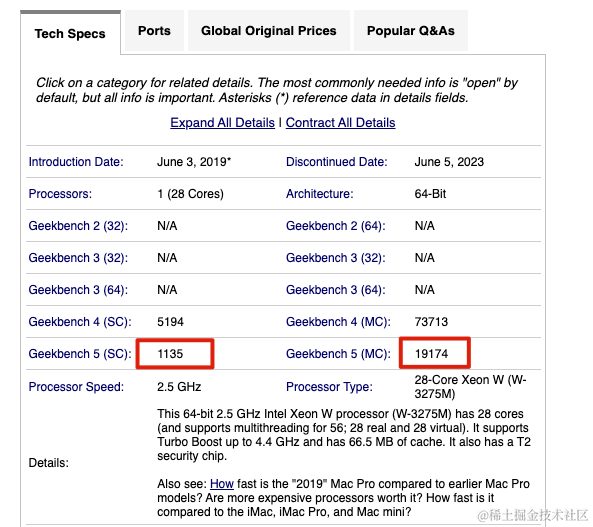 Tech Specs
Ports
Global Original Prices
Popular Q&As
Click on a category for related details. The most commonly needed info is "open" by
default, but all info is important. Asterisks (*) reference data in details fields.
Expand All Details | Contract All Details
Introduction Date: June 3, 2019* Discontinued Date: June 5, 2023
Processors: 1 (28 Cores) Architecture: 64-Bit
Geekbench 2 (32): N/A Geekbench 2 (64): N/A
Geekbench 3 (32): N/A Geekbench 3 (32): N/A
Geekbench 3 (64): N/A Geekbench 3 (64): N/A
Geekbench 4 (SC): 5194 Geekbench 4 (MC): 73713
Geekbench 5 (SC): 1135 Geekbench 5 (MC): 19174
Processor Speed: 2.5 GHz Processor Type: 28-Core Xeon W (W-
3275M)
Details:
This 64-bit 2.5 GHz Intel Xeon W processor (W-3275M) has 28 cores
(and supports multithreading for 56; 28 real and 28 virtual). It supports
Turbo Boost up to 4.4 GHz and has 66.5 MB of cache. It also has a T2
security chip.
Also see: How fast is the "2019" Mac Pro compared to earlier Mac Pro
models? Are more expensive processors worth it? How fast is it
compared to the iMac, iMac Pro, and Mac mini?
@稀土掘金技术社区